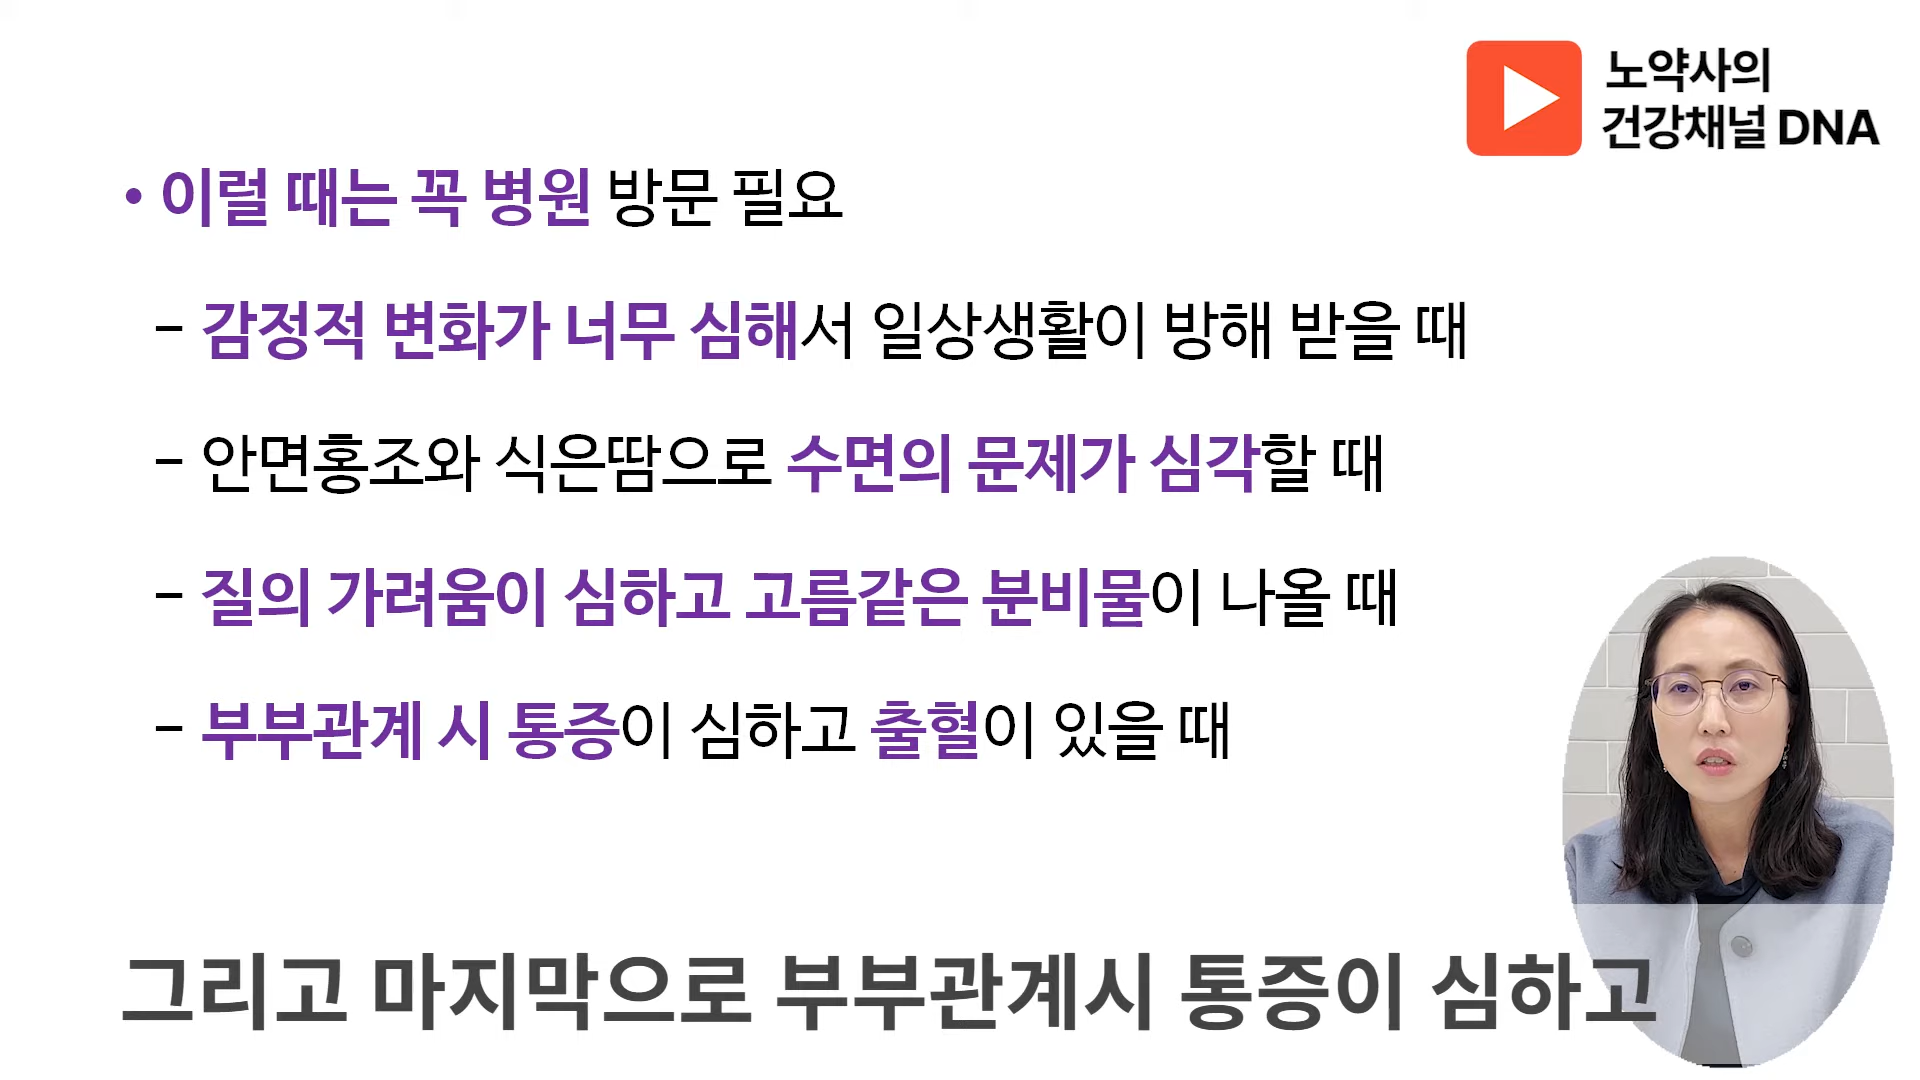 노약사의
건강채널 DNA
• 이럴 때는 꼭 병원 방문 필요
– 감정적 변화가 너무 심해서 일상생활이 방해 받을 때
– 안면홍조와 식은땀으로 수면의 문제가 심각할 때
– 질의 가려움이 심하고 고름같은 분비물이 나올 때
– 부부관계 시 통증이 심하고 출혈이 있을 때
그리고 마지막으로 부부관계시 통증이 심하고